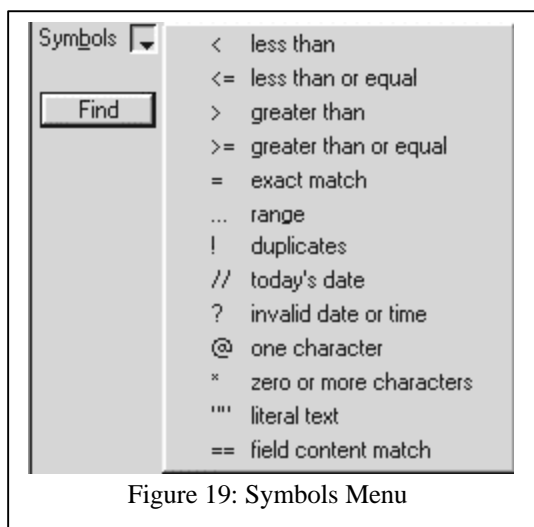 Symbols
< less than
<= less than or equal
Find
> greater than
>= greater than or equal
= exact match
... range
! duplicates
// today's date
? invalid date or time
@ one character
* zero or more characters
"" literal text
== field content match
Figure 19: Symbols Menu